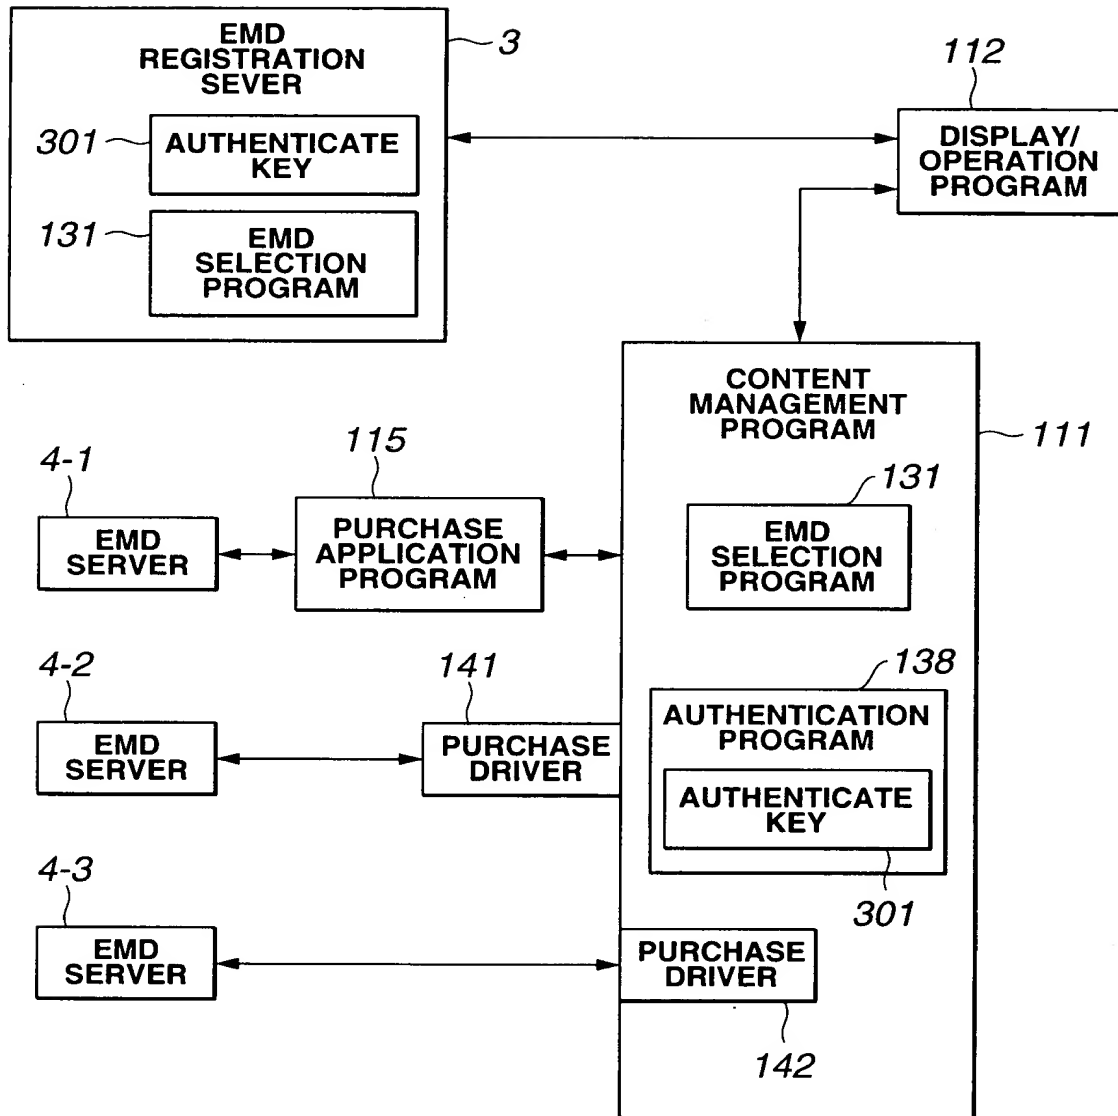 EMD
REGISTRATION
SEVER
3
301
AUTHENTICATE
KEY
131
EMD
SELECTION
PROGRAM
112
DISPLAY/
OPERATION
PROGRAM
CONTENT
MANAGEMENT
PROGRAM
111
4-1
EMD
SERVER
115
PURCHASE
APPLICATION
PROGRAM
131
EMD
SELECTION
PROGRAM
4-2
EMD
SERVER
141
PURCHASE
DRIVER
138
AUTHENTICATION
PROGRAM
AUTHENTICATE
KEY
301
4-3
EMD
SERVER
PURCHASE
DRIVER
142